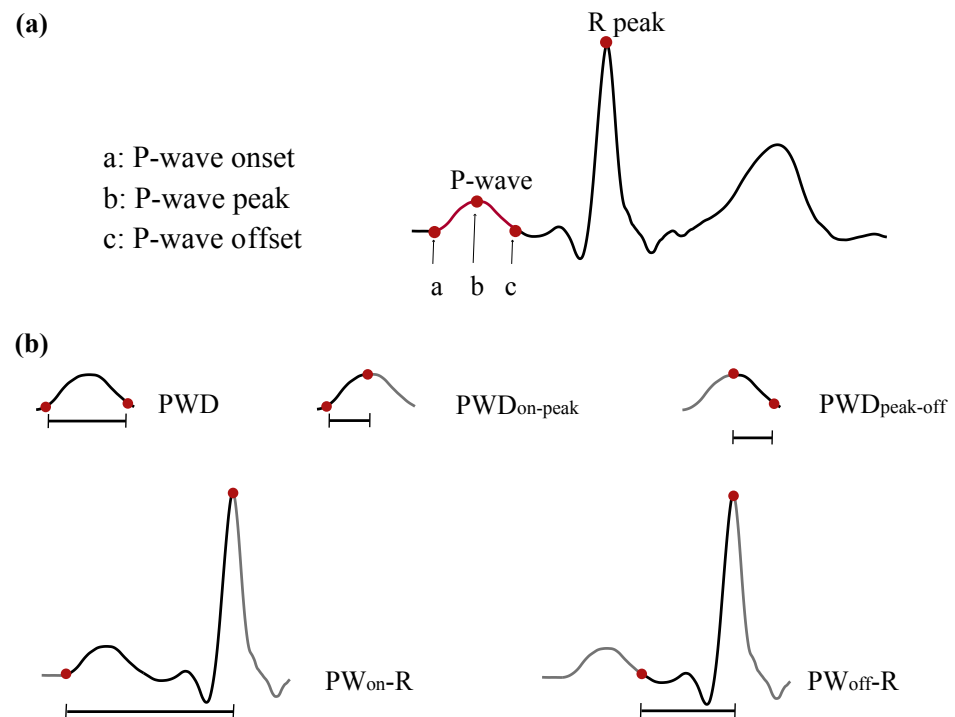 (a)
R peak
a: P-wave onset
b: P-wave peak
c: P-wave offset
P-wave
a
b
c
(b)
PWD
PWDon-peak
PWDpeak-off
PWon-R
PWoff-R